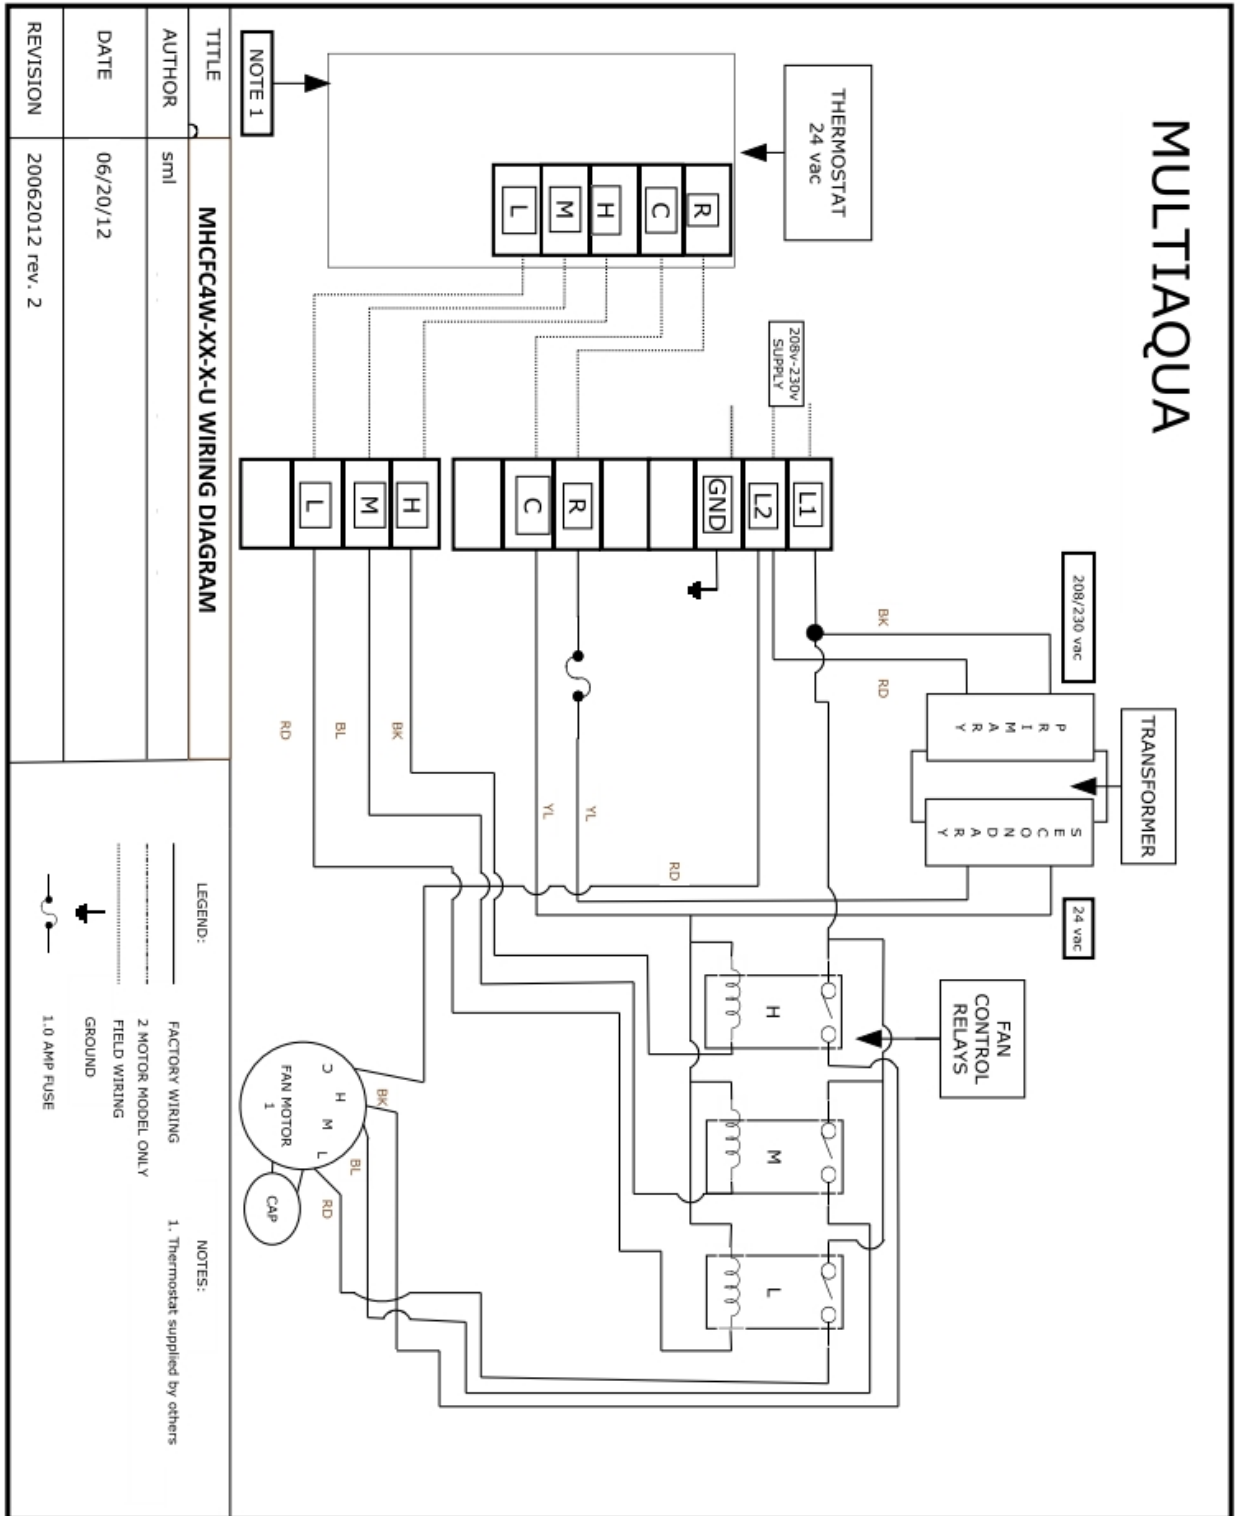 MULTIAQUA
THERMOSTAT
24 vac
NOTE 1
R
C
H
M
L
208v-230v
SUPPLY
L1
L2
GND
R
C
H
M
L
208/230 vac
TRANSFORMER
PRIMARY
SECONDARY
24 vac
BK
RD
YL
YL
RD
BK
BL
RD
FAN
CONTROL
RELAYS
H
M
L
C H M L
FAN MOTOR
1
CAP
BK
BL
RD
TITLE
MHCFC4W-XX-X-U WIRING DIAGRAM
AUTHOR
sml
DATE
06/20/12
REVISION
20062012 rev. 2
LEGEND:
FACTORY WIRING
2 MOTOR MODEL ONLY
FIELD WIRING
GROUND
1.0 AMP FUSE
NOTES:
1. Thermostat supplied by others